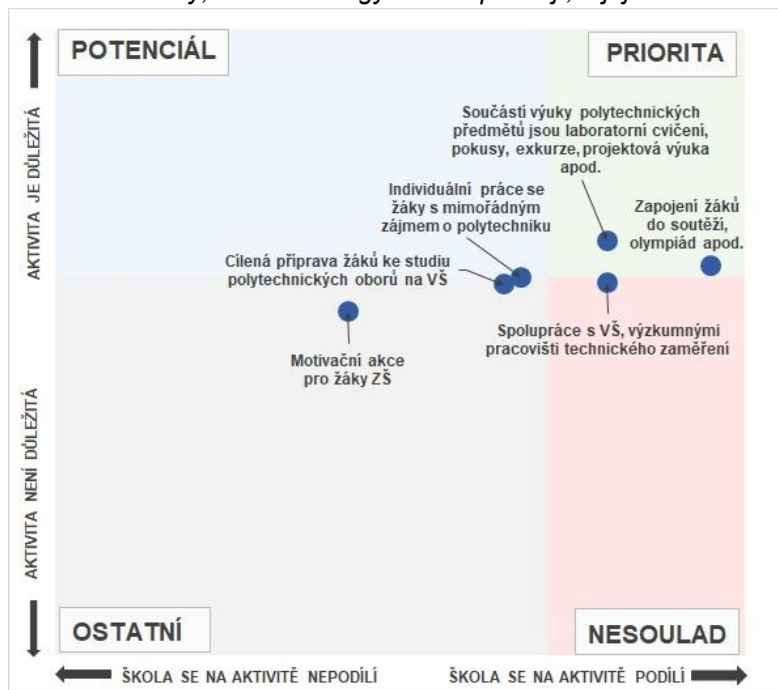 POTENCIÁL
PRIORITA
Součástí výuky polytechnických
předmětů jsou laboratorní cvičení,
pokusy, exkurze, projektová výuka
apod.
Individuální práce se
žáky s mimořádným
zájmem o polytechniku
Zapojení žáků
do soutěží,
olympiád apod.
Cílená příprava žáků ke studiu
polytechnických oborů na VŠ
Spolupráce s VŠ, výzkumnými
pracovišti technického zaměření
Motivační akce
pro žáky ZŠ
AKTIVITA JE DŮLEŽITÁ
AKTIVITA NENÍ DŮLEŽITÁ
OSTATNÍ
NESOULAD
ŠKOLA SE NA AKTIVITĚ NEPODÍLÍ
ŠKOLA SE NA AKTIVITĚ PODÍLÍ